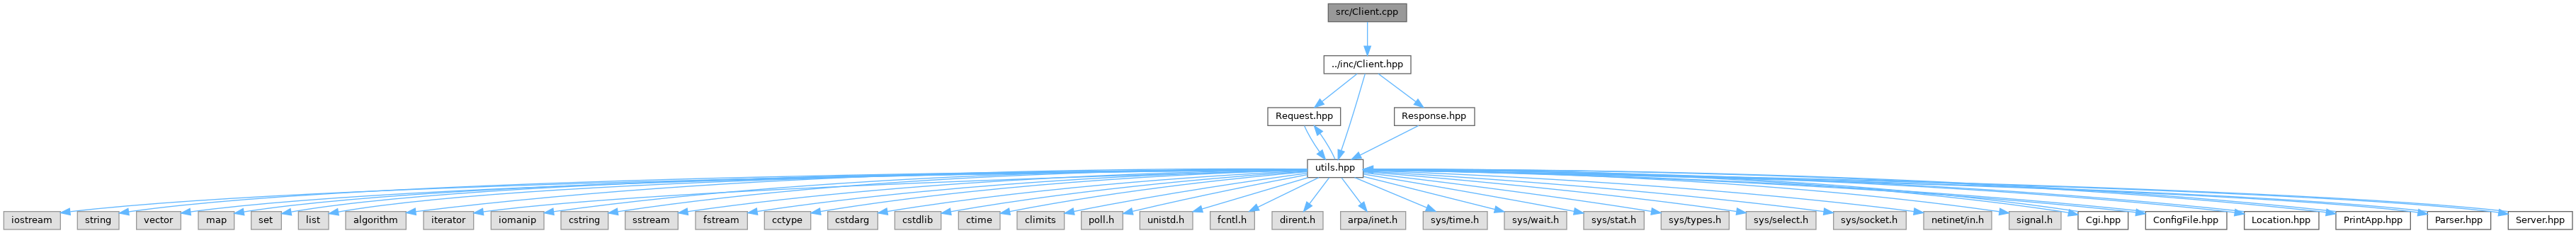 src/Client.cpp
../inc/Client.hpp
Request.hpp
Response.hpp
utils.hpp
iostream
string
vector
map
set
list
algorithm
iterator
iomanip
cstring
sstream
fstream
cctype
cstdarg
cstdlib
ctime
climits
poll.h
unistd.h
fcntl.h
dirent.h
arpa/inet.h
sys/time.h
sys/wait.h
sys/stat.h
sys/types.h
sys/select.h
sys/socket.h
netinet/in.h
signal.h
Cgi.hpp
ConfigFile.hpp
Location.hpp
PrintApp.hpp
Parser.hpp
Server.hpp